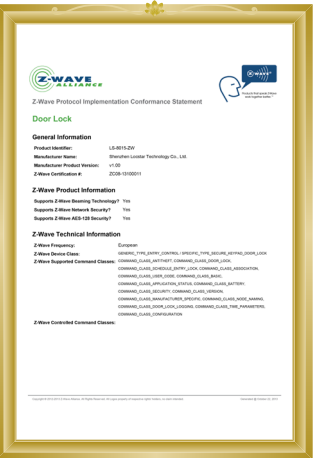 Z-WAVE
ALLIANCE
Z-WAVE
Products that speak Z-Wave
work together better.™
Z-Wave Protocol Implementation Conformance Statement
Door Lock
General Information
Product Identifier: LS-8015-ZW
Manufacturer Name: Shenzhen Locstar Technology Co., Ltd
Manufacturer Product Version: v1.00
Z-Wave Certification #: ZC08-13100011
Z-Wave Product Information
Supports Z-Wave Beaming Technology? Yes
Supports Z-Wave Network Security? Yes
Supports Z-Wave AES-128 Security? Yes
Z-Wave Technical Information
Z-Wave Frequency: European
Z-Wave Device Class: GENERIC_TYPE_ENTRY_CONTROL / SPECIFIC_TYPE_SECURE_KEYPAD_DOOR_LOCK
Z-Wave Supported Command Classes: COMMAND_CLASS_ANTITHEFT, COMMAND_CLASS_DOOR_LOCK,
COMMAND_CLASS_SCHEDULE_ENTRY_LOCK, COMMAND_CLASS_ASSOCIATION,
COMMAND_CLASS_USER_CODE, COMMAND_CLASS_BASIC,
COMMAND_CLASS_APPLICATION_STATUS, COMMAND_CLASS_BATTERY,
COMMAND_CLASS_SECURITY, COMMAND_CLASS_VERSION,
COMMAND_CLASS_MANUFACTURER_SPECIFIC, COMMAND_CLASS_NODE_NAMING,
COMMAND_CLASS_DOOR_LOCK_LOGGING, COMMAND_CLASS_TIME_PARAMETERS,
COMMAND_CLASS_CONFIGURATION
Z-Wave Controlled Command Classes: